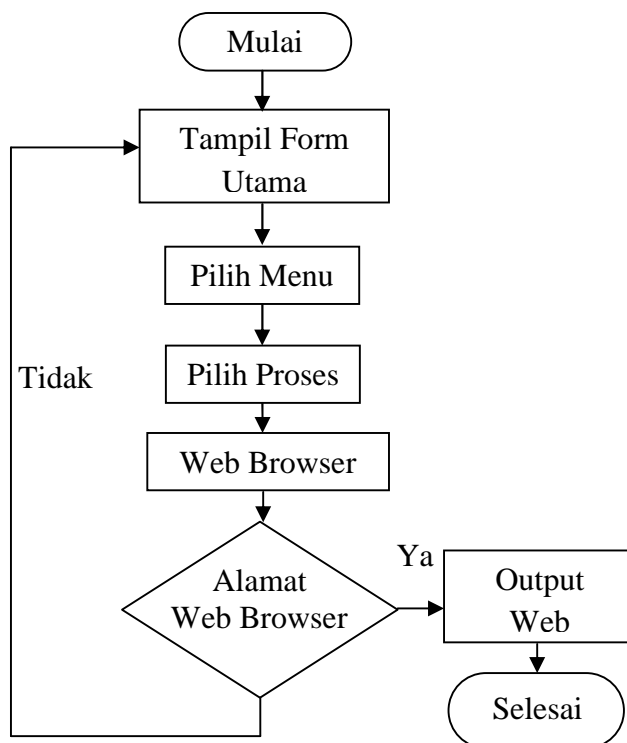 Mulai
Tampil Form
Utama
Pilih Menu
Tidak
Pilih Proses
Web Browser
Alamat
Web Browser
Ya
Output
Web
Selesai